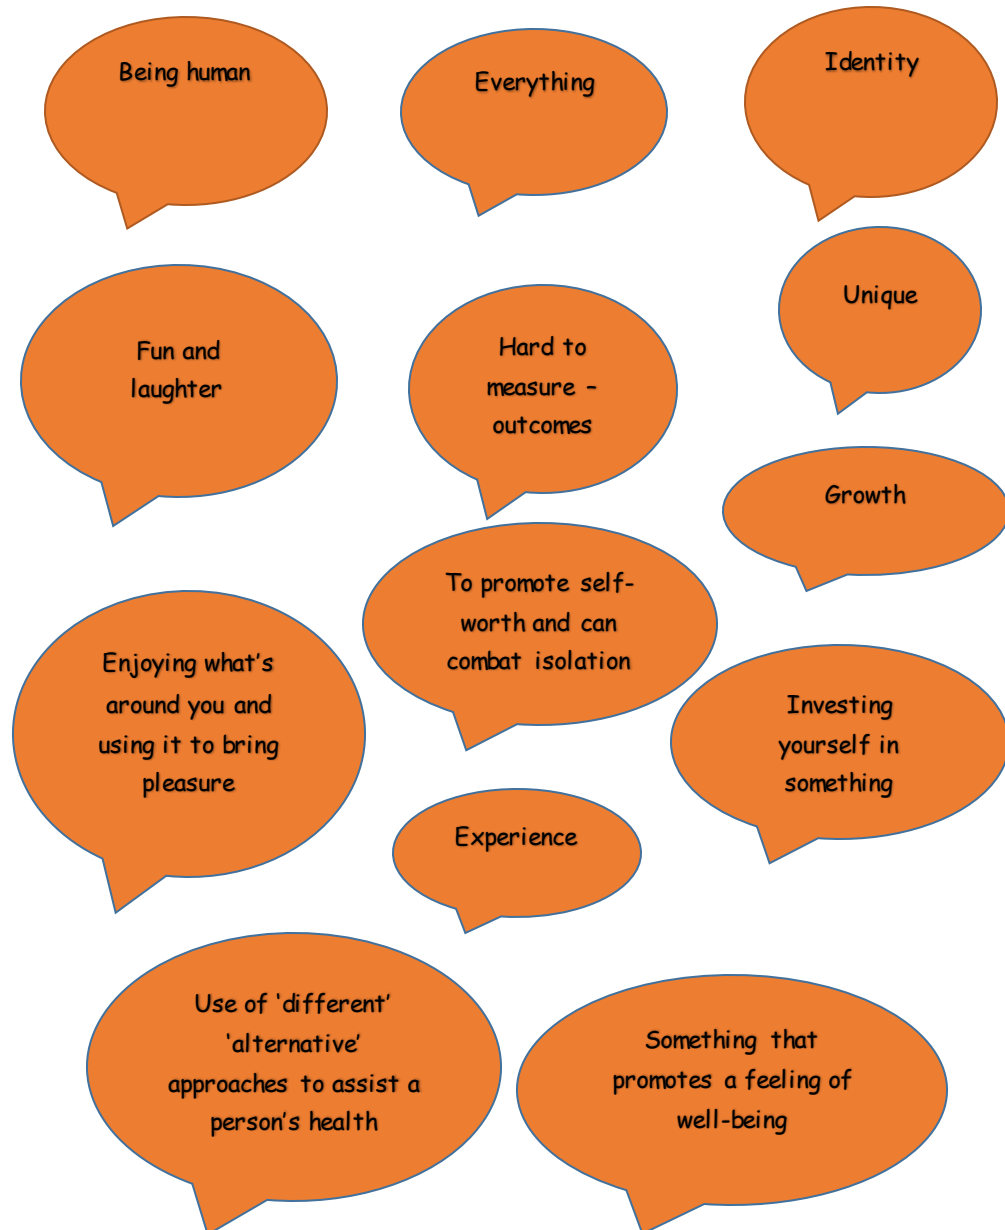 Being human
Everything
Identity
Unique
Fun and
laughter
Hard to
measure –
outcomes
Growth
To promote self-
worth and can
combat isolation
Enjoying what's
around you and
using it to bring
pleasure
Investing
yourself in
something
Experience
Use of 'different'
'alternative'
approaches to assist a
person's health
Something that
promotes a feeling of
well-being